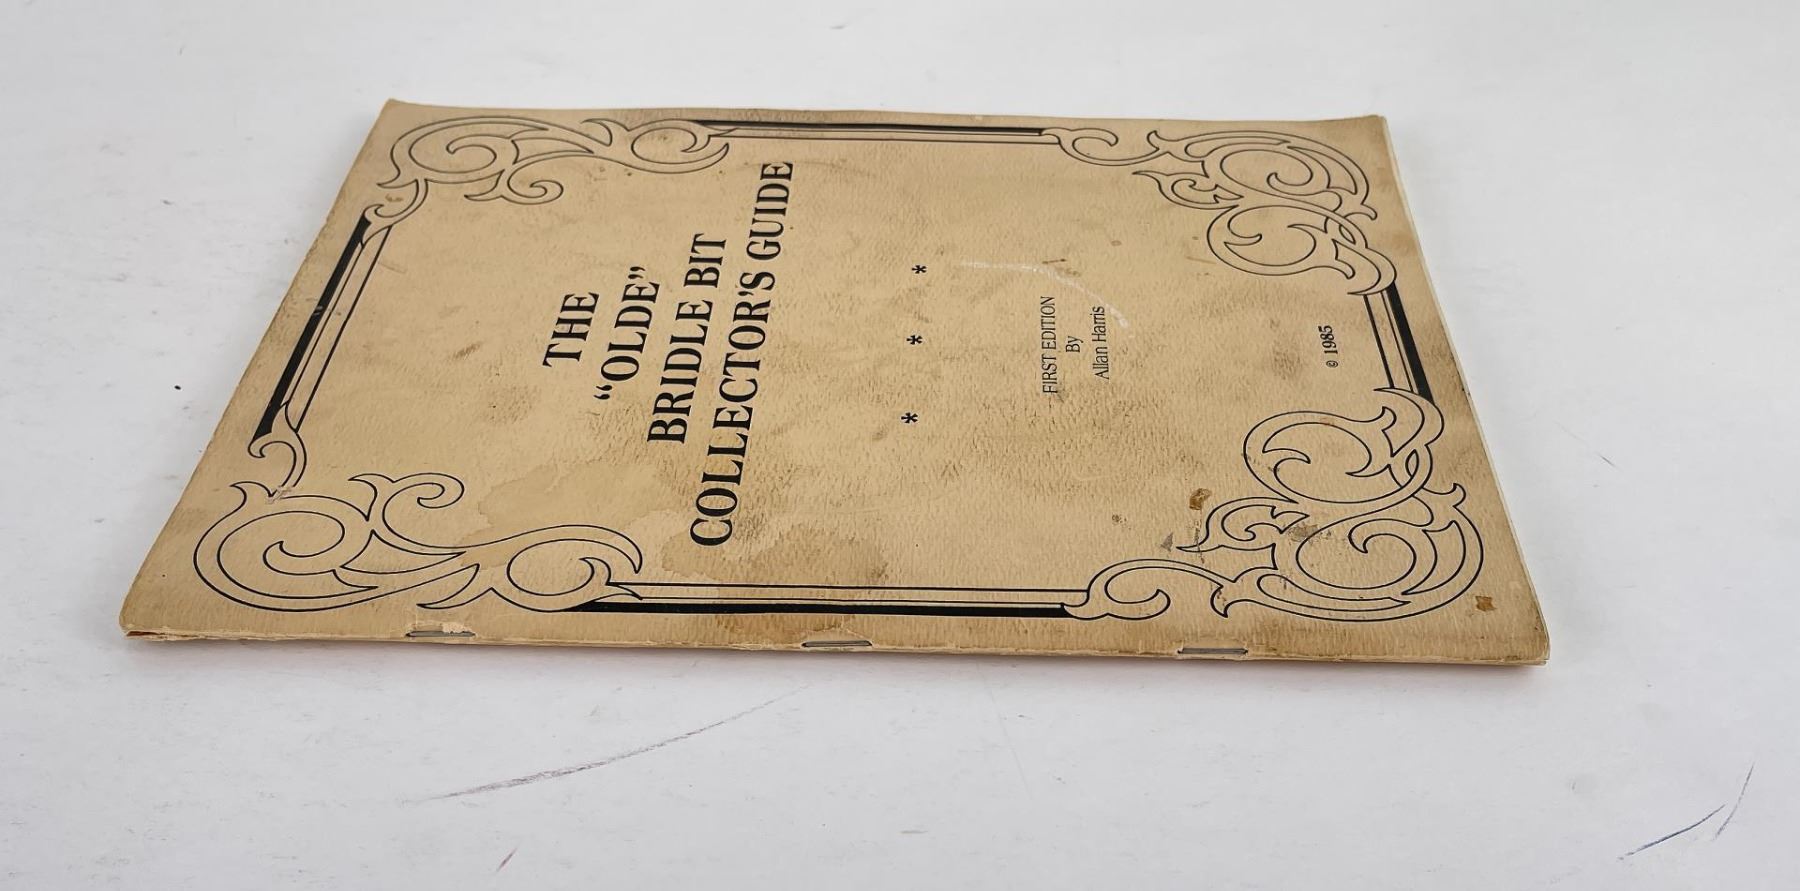 THE
“OLDE”
BRIDLE BIT
COLLECTOR’S GUIDE
* * *
FIRST EDITION
By
Allan Harris
© 1985